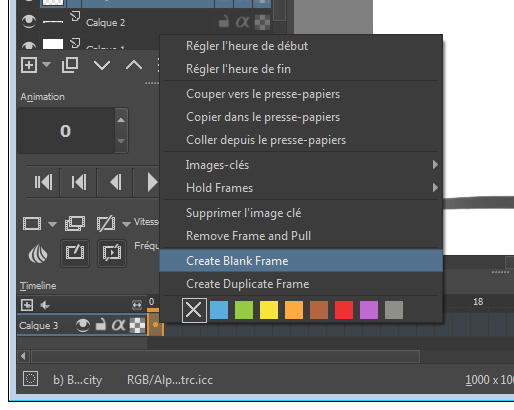 Calque 2
Calque 1
Animation
0
Régler l'heure de début
Régler l'heure de fin
Couper vers le presse-papiers
Copier dans le presse-papiers
Coller depuis le presse-papiers
Images-clés
Hold Frames
Supprimer l'image clé
Remove Frame and Pull
Create Blank Frame
Create Duplicate Frame
Vitess
Fréqu
Timeline
0
18
Calque 3
b) B...city
RGB/Alp...trc.icc
1000 x 100